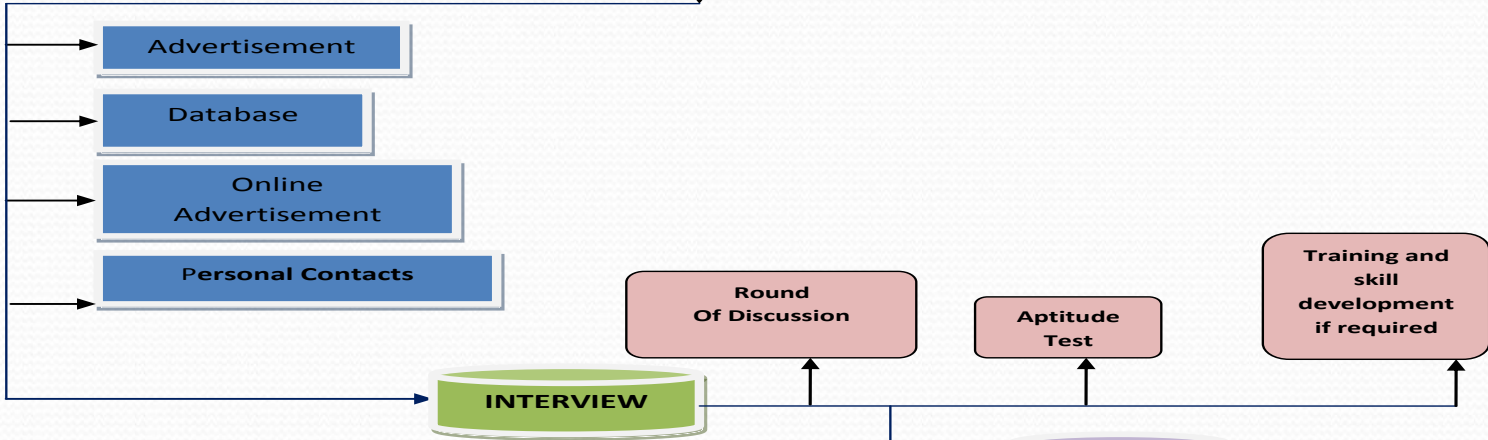 Advertisement
Database
Online
Advertisement
Personal Contacts
Round
Of Discussion
Aptitude
Test
Training and
skill
development
if required
INTERVIEW